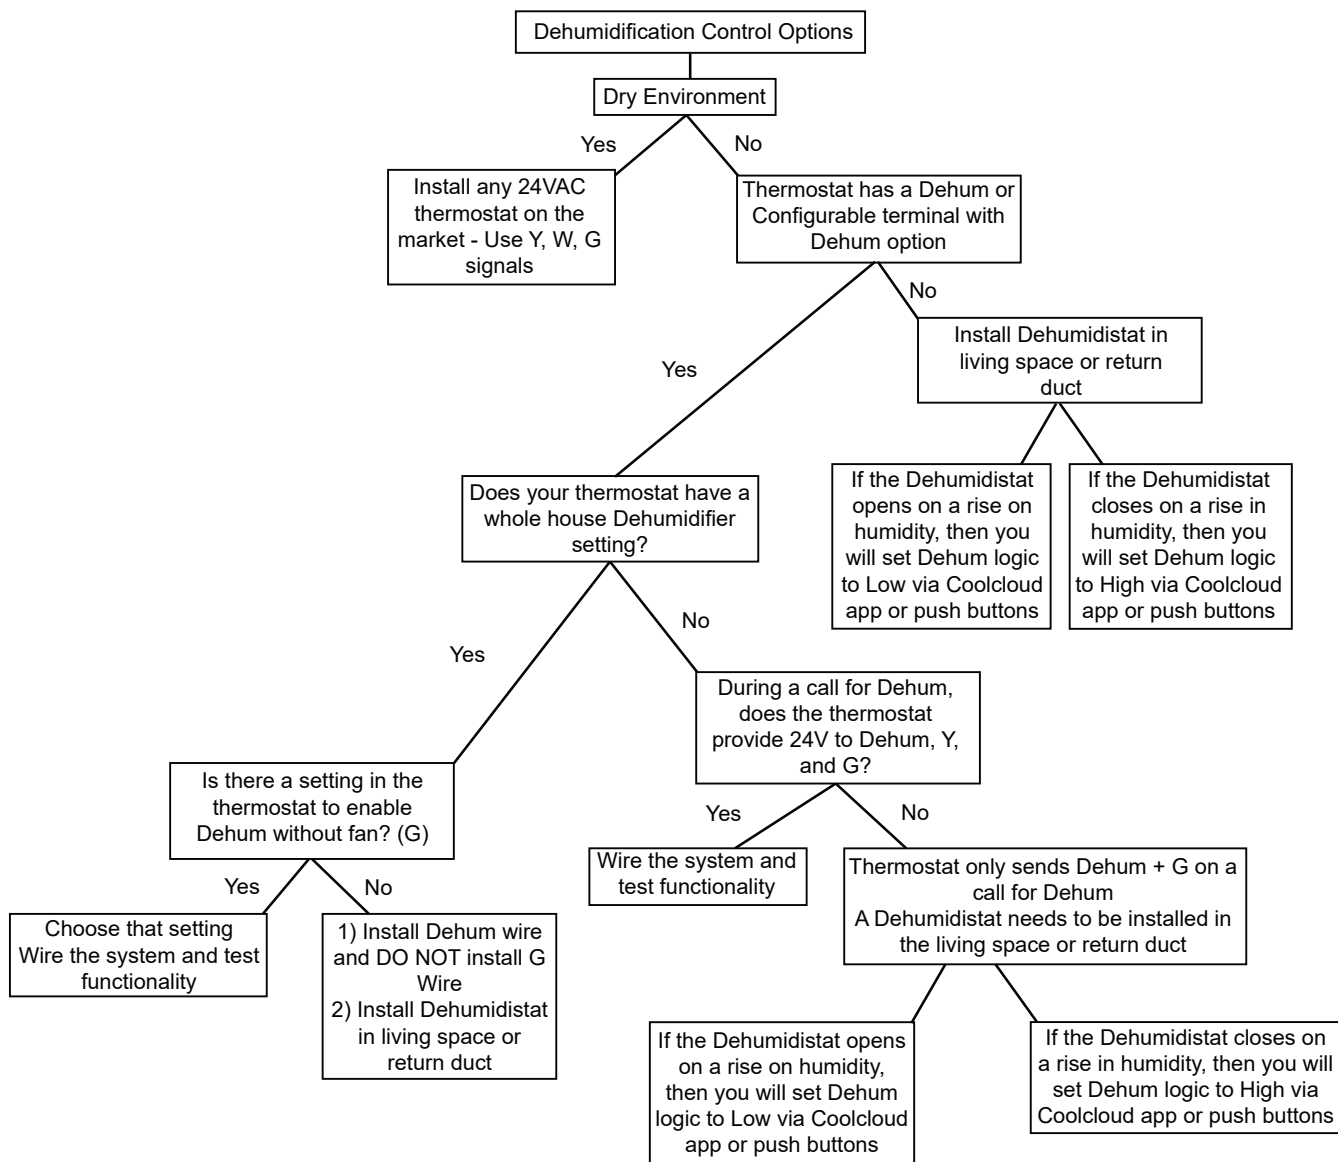 Dehumidification Control Options
Dry Environment
Yes
No
Install any 24VAC
thermostat on the
market - Use Y, W, G
signals
Thermostat has a Dehum or
Configurable terminal with
Dehum option
Yes
No
Install Dehumidistat in
living space or return
duct
If the Dehumidistat
opens on a rise on
humidity, then you
will set Dehum logic
to Low via Coolcloud
app or push buttons
If the Dehumidistat
closes on a rise in
humidity, then you
will set Dehum logic
to High via Coolcloud
app or push buttons
Does your thermostat have a
whole house Dehumidifier
setting?
Yes
No
During a call for Dehum,
does the thermostat
provide 24V to Dehum, Y,
and G?
Is there a setting in the
thermostat to enable
Dehum without fan? (G)
Yes
No
Choose that setting
Wire the system and test
functionality
1) Install Dehum wire
and DO NOT install G
Wire
2) Install Dehumidistat
in living space or
return duct
Yes
No
Wire the system and
test functionality
Thermostat only sends Dehum + G on a
call for Dehum
A Dehumidistat needs to be installed in
the living space or return duct
If the Dehumidistat opens
on a rise on humidity,
then you will set Dehum
logic to Low via Coolcloud
app or push buttons
If the Dehumidistat closes on
a rise in humidity, then you will
set Dehum logic to High via
Coolcloud app or push buttons